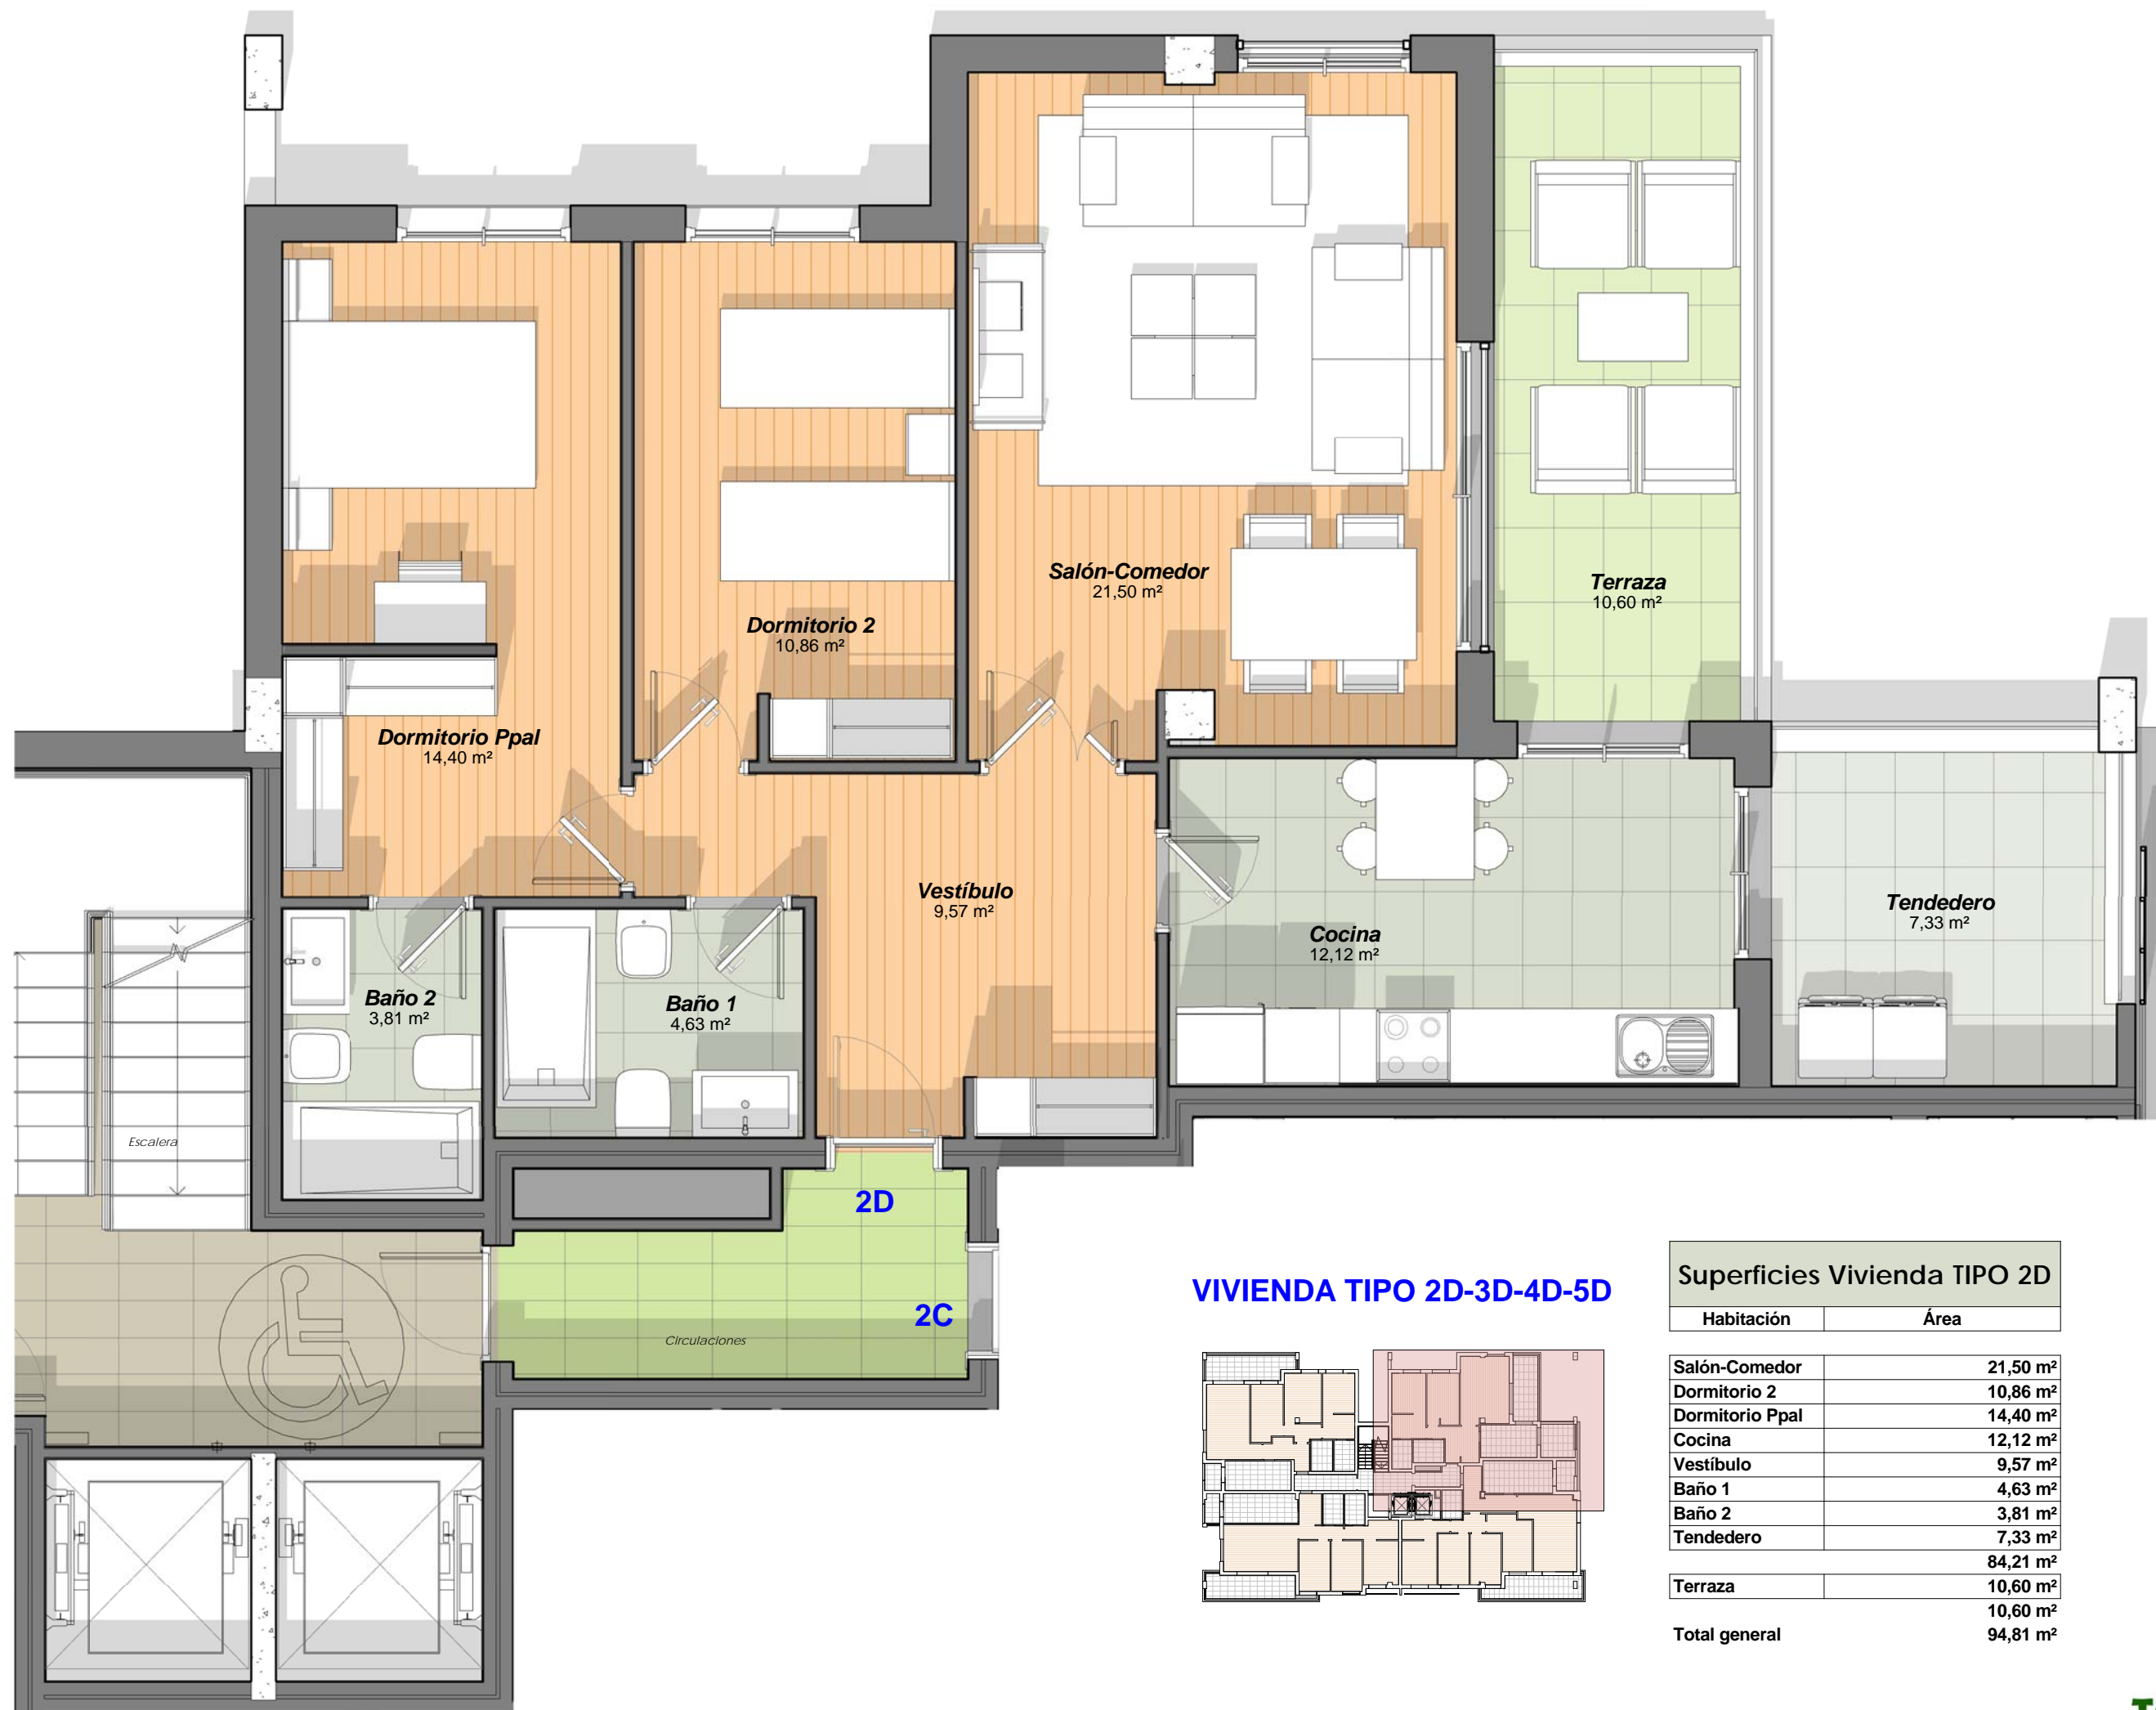 Salón-Comedor
21,50 m²
Terraza
10,60 m²
Dormitorio 2
10,86 m²
Dormitorio Ppal
14,40 m²
Vestíbulo
9,57 m²
Cocina
12,12 m²
Tendedero
7,33 m²
Baño 2
3,81 m²
Baño 1
4,63 m²
Escalera
2D
2C
Circulaciones
VIVIENDA TIPO 2D-3D-4D-5D
Superficies Vivienda TIPO 2D
Habitación Área
Salón-Comedor 21,50 m²
Dormitorio 2 10,86 m²
Dormitorio Ppal 14,40 m²
Cocina 12,12 m²
Vestíbulo 9,57 m²
Baño 1 4,63 m²
Baño 2 3,81 m²
Tendedero 7,33 m²
84,21 m²
Terraza 10,60 m²
10,60 m²
Total general 94,81 m²